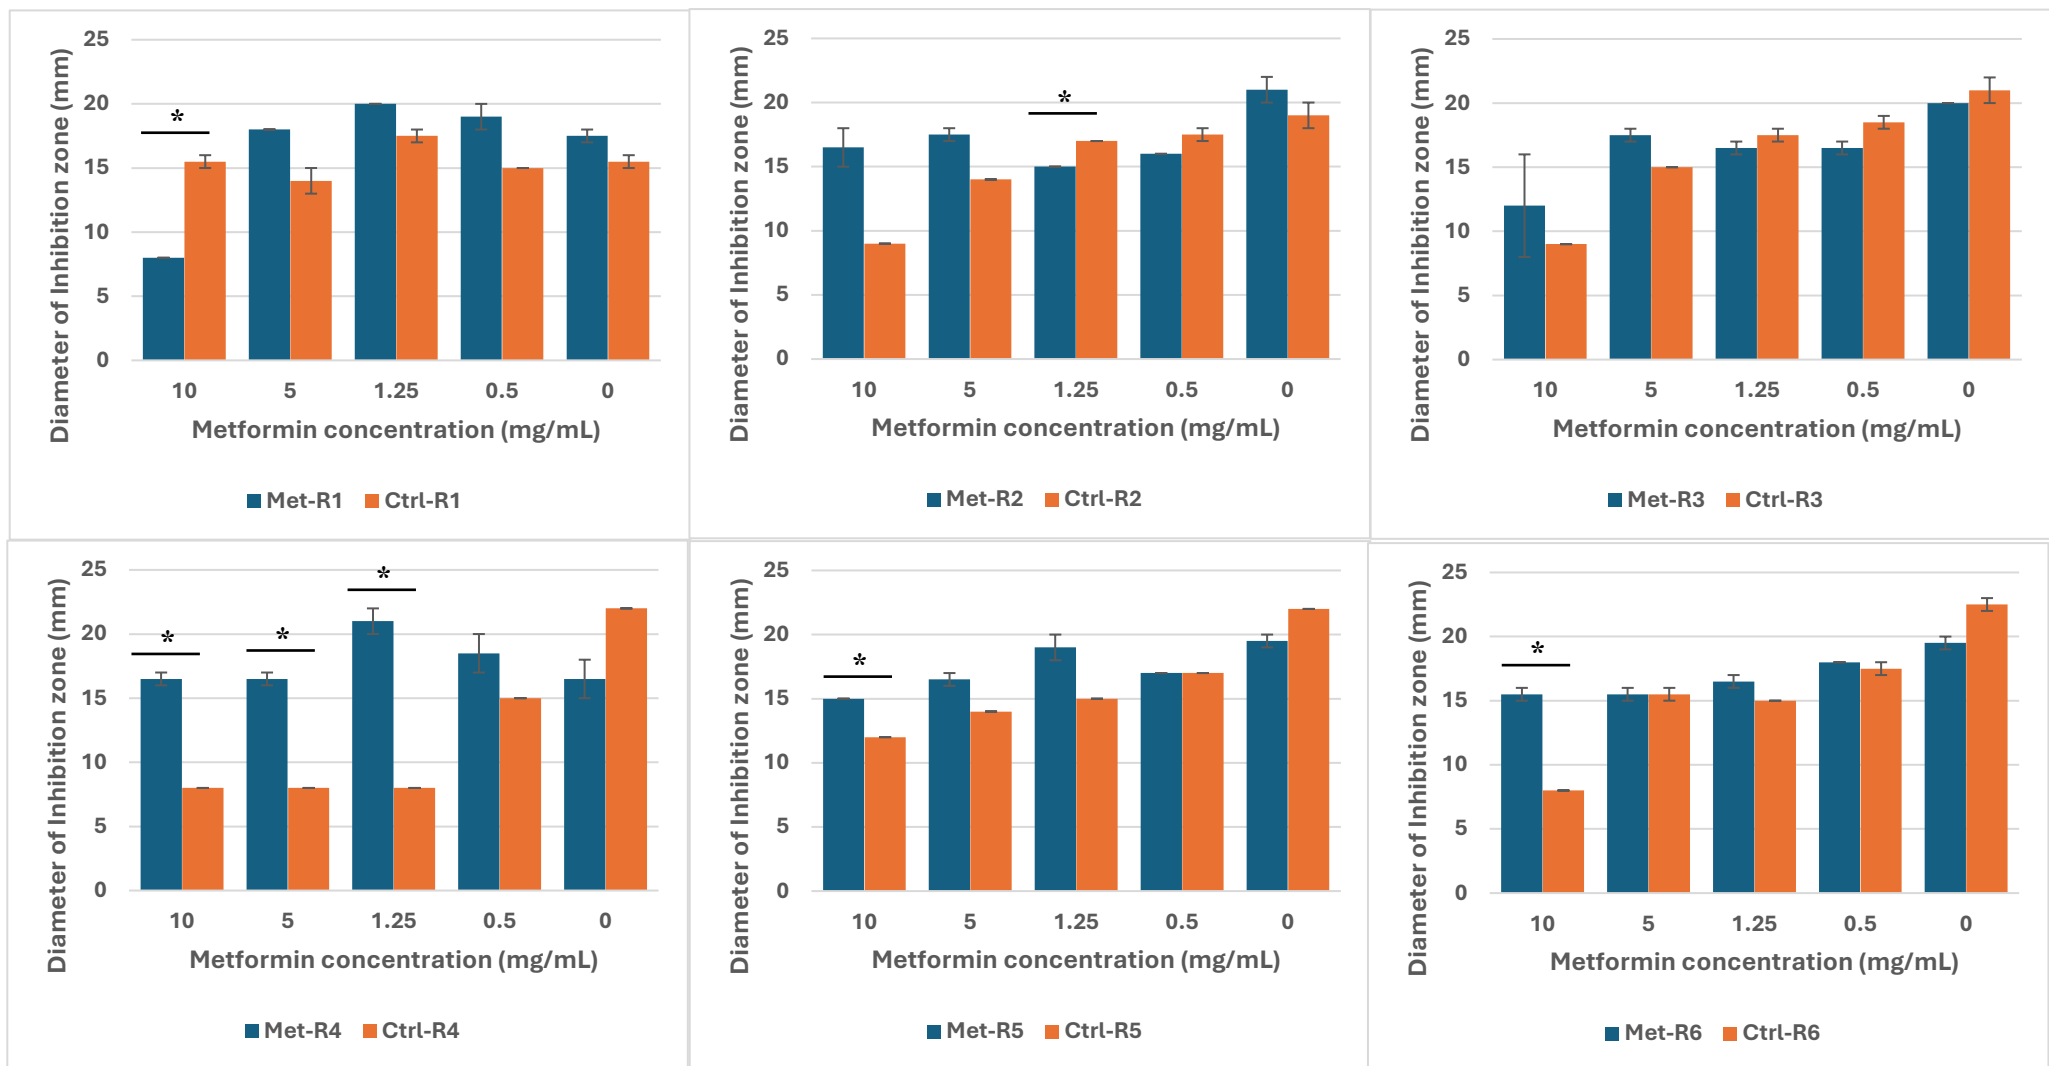 Diameter of Inhibition zone (mm)
25
20
15
10
5
0
*
10 5 1.25 0.5 0
Metformin concentration (mg/mL)
Met-R1 Ctrl-R1
Diameter of Inhibition zone (mm)
25
20
15
10
5
0
*
10 5 1.25 0.5 0
Metformin concentration (mg/mL)
Met-R2 Ctrl-R2
Diameter of Inhibition zone (mm)
25
20
15
10
5
0
10 5 1.25 0.5 0
Metformin concentration (mg/mL)
Met-R3 Ctrl-R3
Diameter of Inhibition zone (mm)
25
20
15
10
5
0
* * *
10 5 1.25 0.5 0
Metformin concentration (mg/mL)
Met-R4 Ctrl-R4
Diameter of Inhibition zone (mm)
25
20
15
10
5
0
*
10 5 1.25 0.5 0
Metformin concentration (mg/mL)
Met-R5 Ctrl-R5
Diameter of Inhibition zone (mm)
25
20
15
10
5
0
*
10 5 1.25 0.5 0
Metformin concentration (mg/mL)
Met-R6 Ctrl-R6